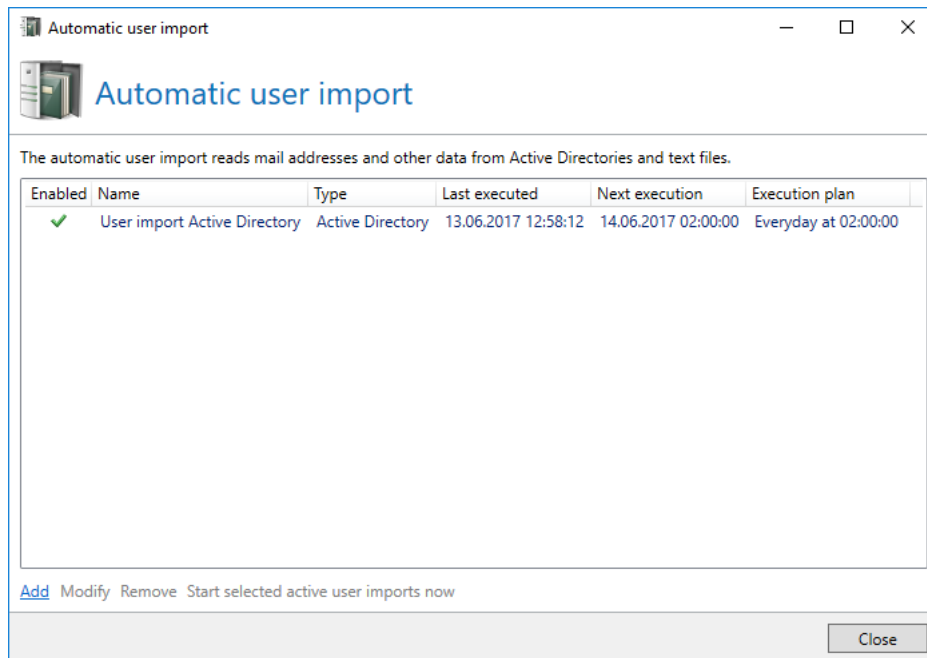 Automatic user import
Automatic user import
The automatic user import reads mail addresses and other data from Active Directories and text files.
Enabled Name Type Last executed Next execution Execution plan
User import Active Directory Active Directory 13.06.2017 12:58:12 14.06.2017 02:00:00 Everyday at 02:00:00
Add Modify Remove Start selected active user imports now
Close